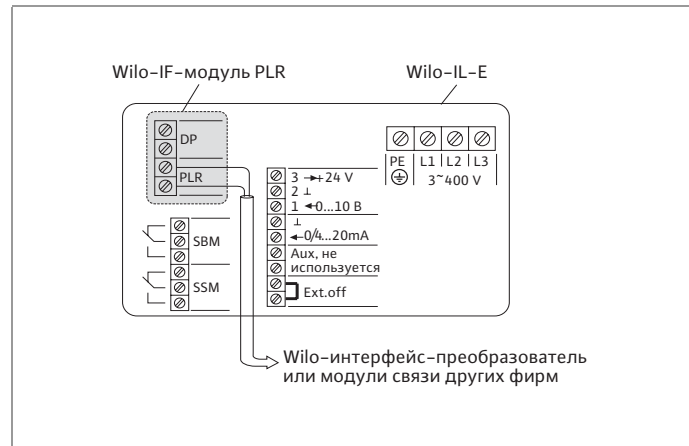 Wilo-IF-модуль PLR
Wilo-IL-E
DP
PLR
SBM
SSM
3 24 V
2 ⊥
1 0...10 В
⊥
0/4...20mA
Aux, не
используется
Ext.off
PE L1 L2 L3
3~400 V
Wilo-интерфейс-преобразователь
или модули связи других фирм